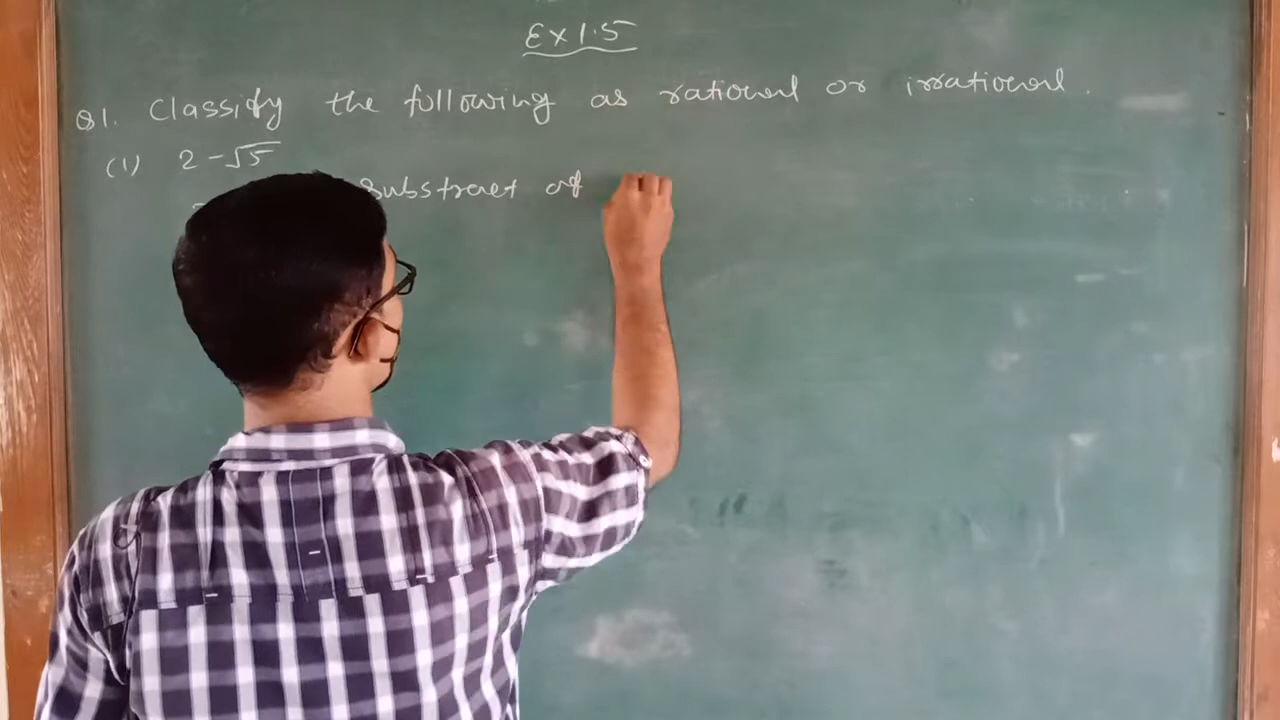 Ex 1.5
Q1. Classify the following as rational or irrational.
(1) 2-√5
substract of